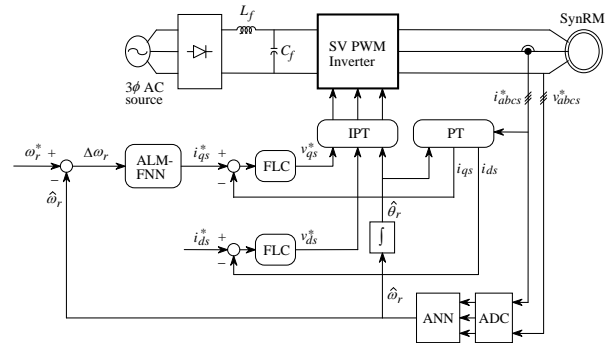 L_f
SynRM
SV PWM
Inverter
C_f
3ϕ AC
source
i*_abcs
v*_abcs
IPT
PT
ω*_r
+
−
Δω_r
ALM-
FNN
i*_qs
+
−
FLC
v*_qs
i_qs
i_ds
ω̂_r
θ̂_r
∫
i*_ds
+
−
FLC
v*_ds
ω̂_r
ANN
ADC